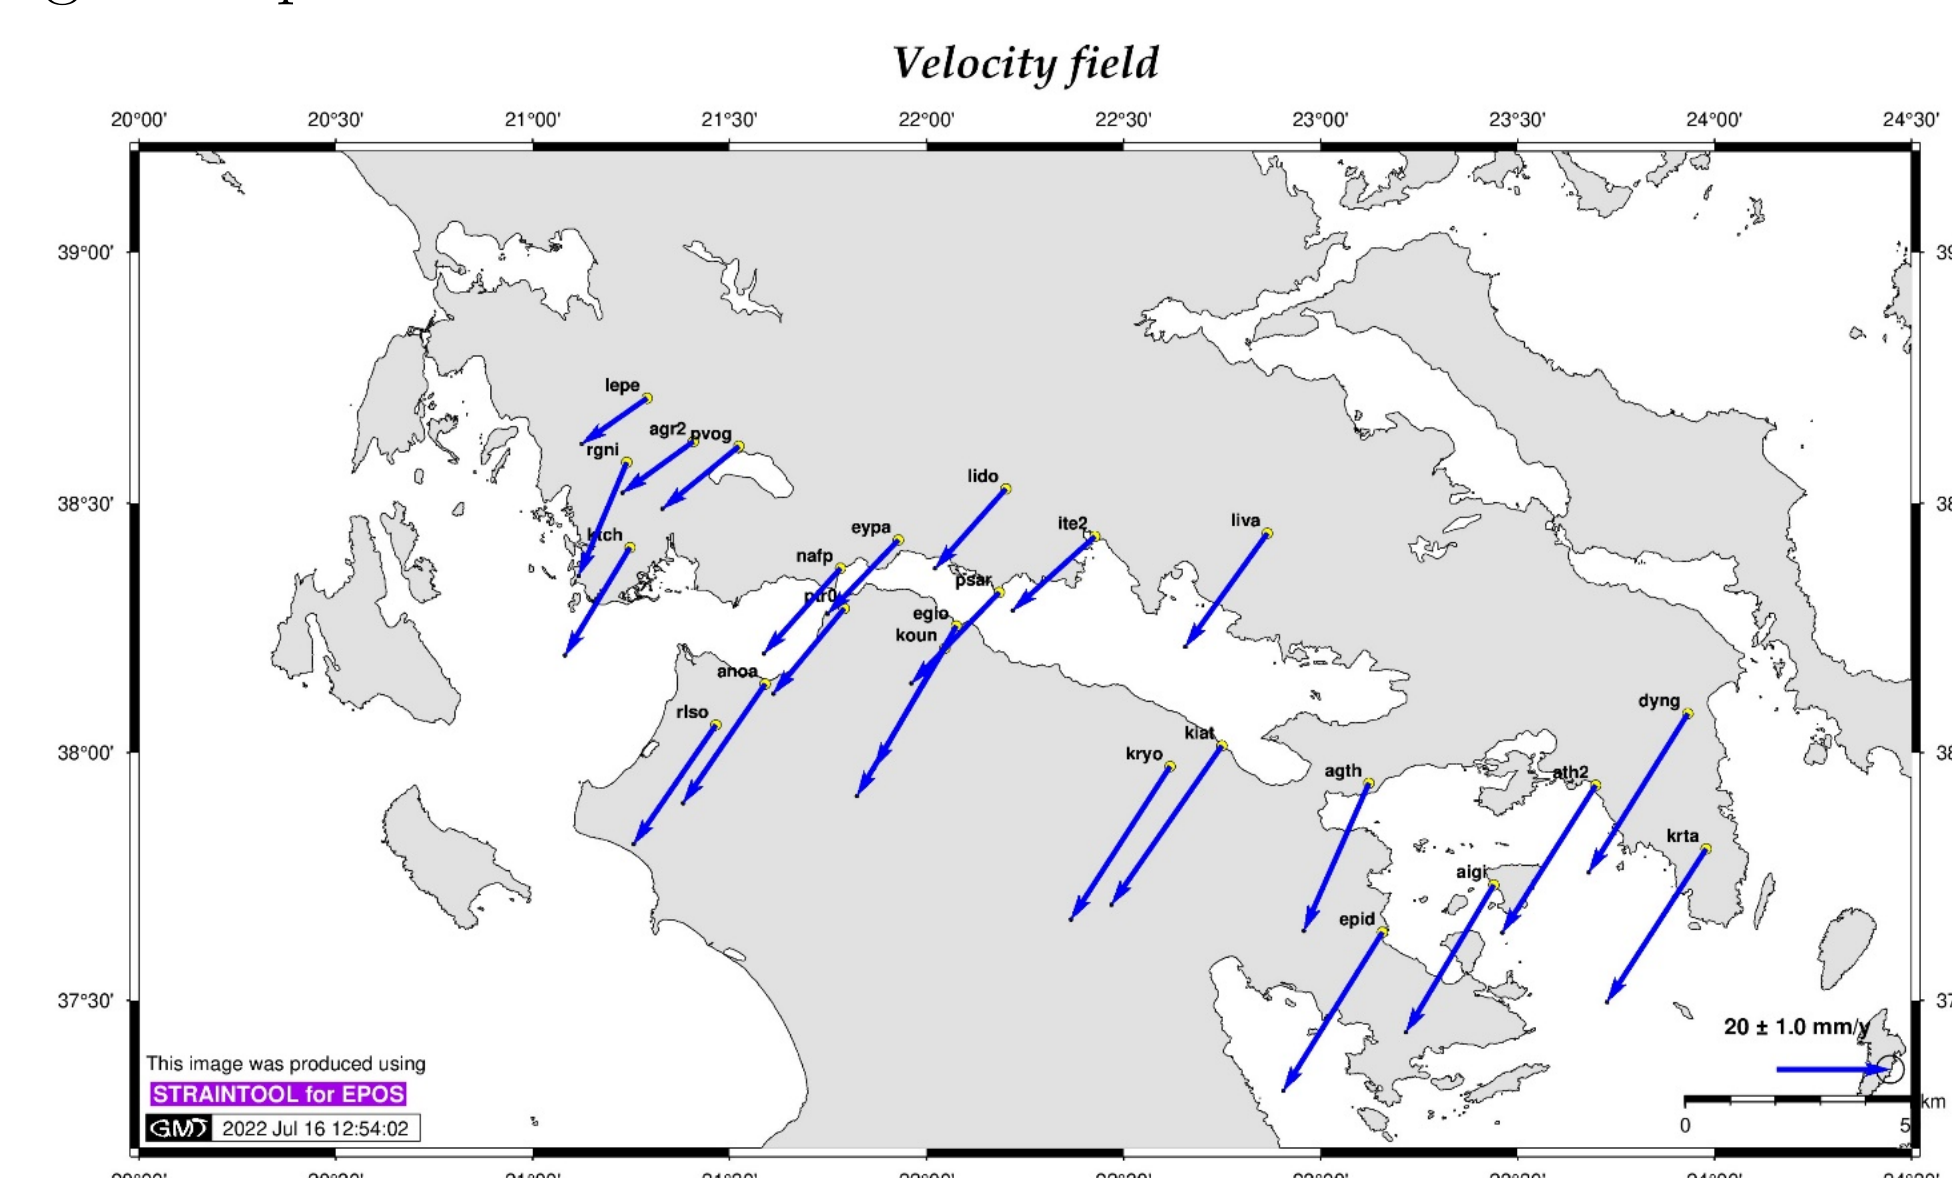 Velocity field
20°00' 20°30' 21°00' 21°30' 22°00' 22°30' 23°00' 23°30' 24°00' 24°30'
39°00'
lepe
agr2 pvog
rgni
38°30'
lido
ite2
liva
eypa
ktch
nafp
psar
ptr0
egio
koun
anoa
dyng
rlso
kiat
38°00'
kryo
agth
ath2
krta
aigi
epid
37°30'
20 ± 1.0 mm/y
This image was produced using
STRAINTOOL for EPOS
km
GMT 2022 Jul 16 12:54:02
0 5